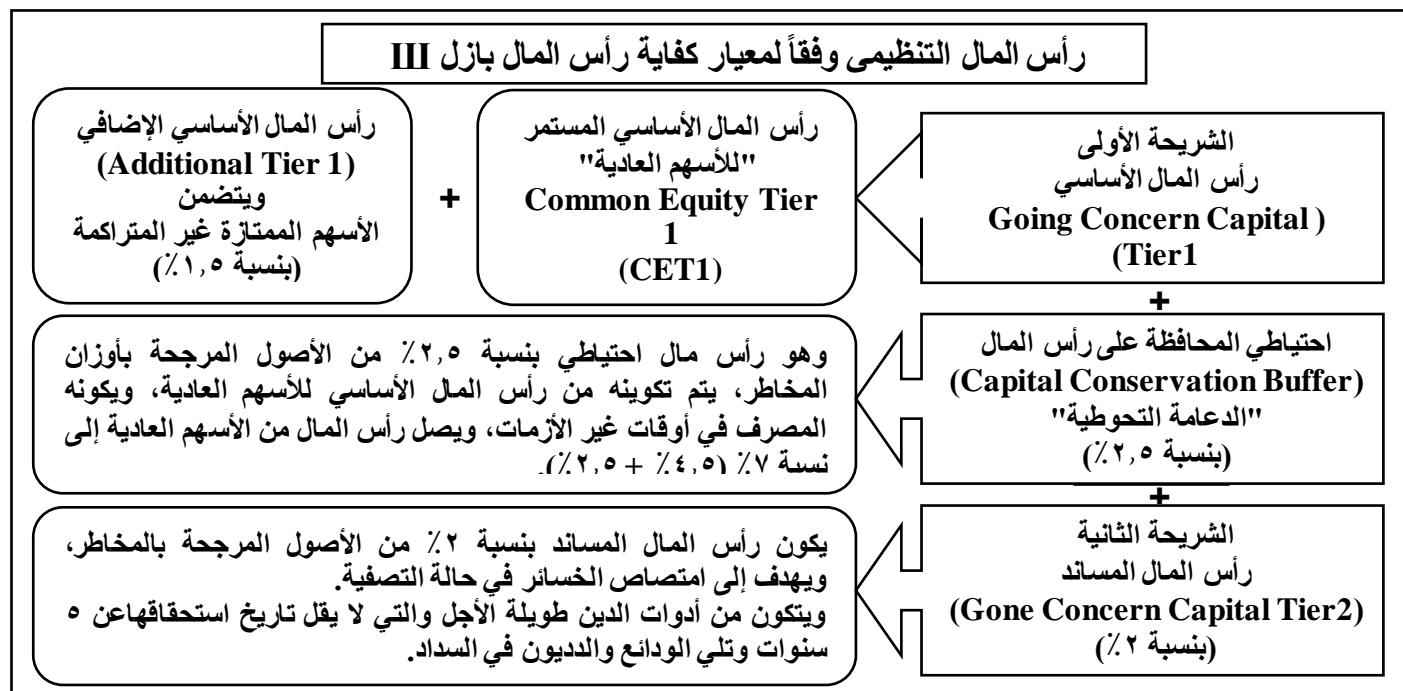 رأس المال التنظيمى وفقاً لمعيار كفاية رأس المال بازل III
الشريحة الأولى
رأس المال الأساسي
Going Concern Capital )
(Tier1
رأس المال الأساسي المستمر
"للأسهم العادية"
Common Equity Tier
1
(CET1)
+
رأس المال الأساسي الإضافي
(Additional Tier 1)
ويتضمن
الأسهم الممتازة غير المتراكمة
(بنسبة ١,٥٪)
+
احتياطي المحافظة على رأس المال
(Capital Conservation Buffer)
"الدعامة التحوطية"
(بنسبة ٢,٥٪)
وهو رأس مال احتياطي بنسبة ٢,٥٪ من الأصول المرجحة بأوزان
المخاطر، يتم تكوينه من رأس المال الأساسي للأسهم العادية، ويكونه
المصرف في أوقات غير الأزمات، ويصل رأس المال من الأسهم العادية إلى
نسبة ٧٪ (٤,٥٪ + ٢,٥٪).
+
الشريحة الثانية
رأس المال المساند
(Gone Concern Capital Tier2)
(بنسبة ٢٪)
يكون رأس المال المساند بنسبة ٢٪ من الأصول المرجحة بالمخاطر،
ويهدف إلى امتصاص الخسائر في حالة التصفية.
ويتكون من أدوات الدين طويلة الأجل والتي لا يقل تاريخ استحقاقهاعن ٥
سنوات وتلي الودائع والدديون في السداد.